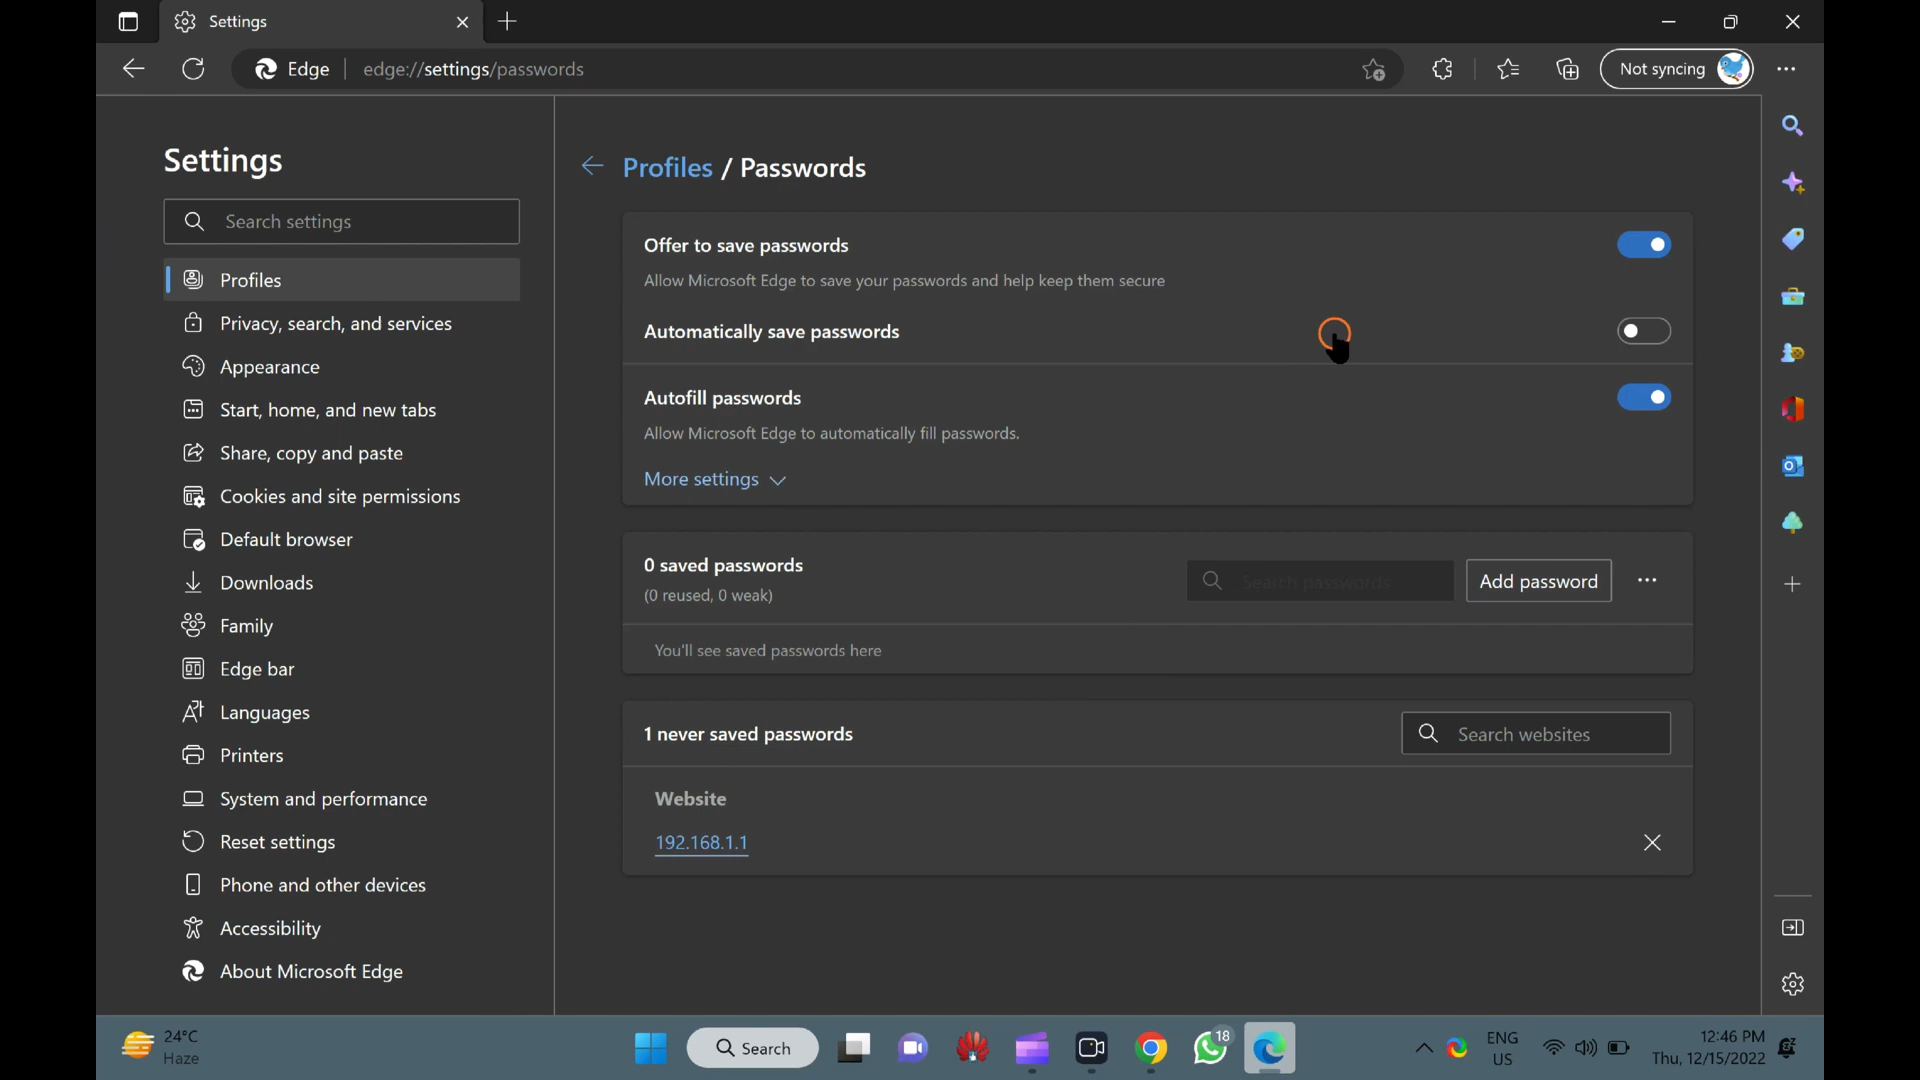 Settings
Edge
edge://settings/passwords
Not syncing
Settings
Search settings
Profiles
Privacy, search, and services
Appearance
Start, home, and new tabs
Share, copy and paste
Cookies and site permissions
Default browser
Downloads
Family
Edge bar
Languages
Printers
System and performance
Reset settings
Phone and other devices
Accessibility
About Microsoft Edge
Profiles / Passwords
Offer to save passwords
Allow Microsoft Edge to save your passwords and help keep them secure
Automatically save passwords
Autofill passwords
Allow Microsoft Edge to automatically fill passwords.
More settings
0 saved passwords
(0 reused, 0 weak)
Search passwords
Add password
You'll see saved passwords here
1 never saved passwords
Search websites
Website
192.168.1.1
24°C
Haze
Search
18
ENG
US
12:46 PM
Thu, 12/15/2022